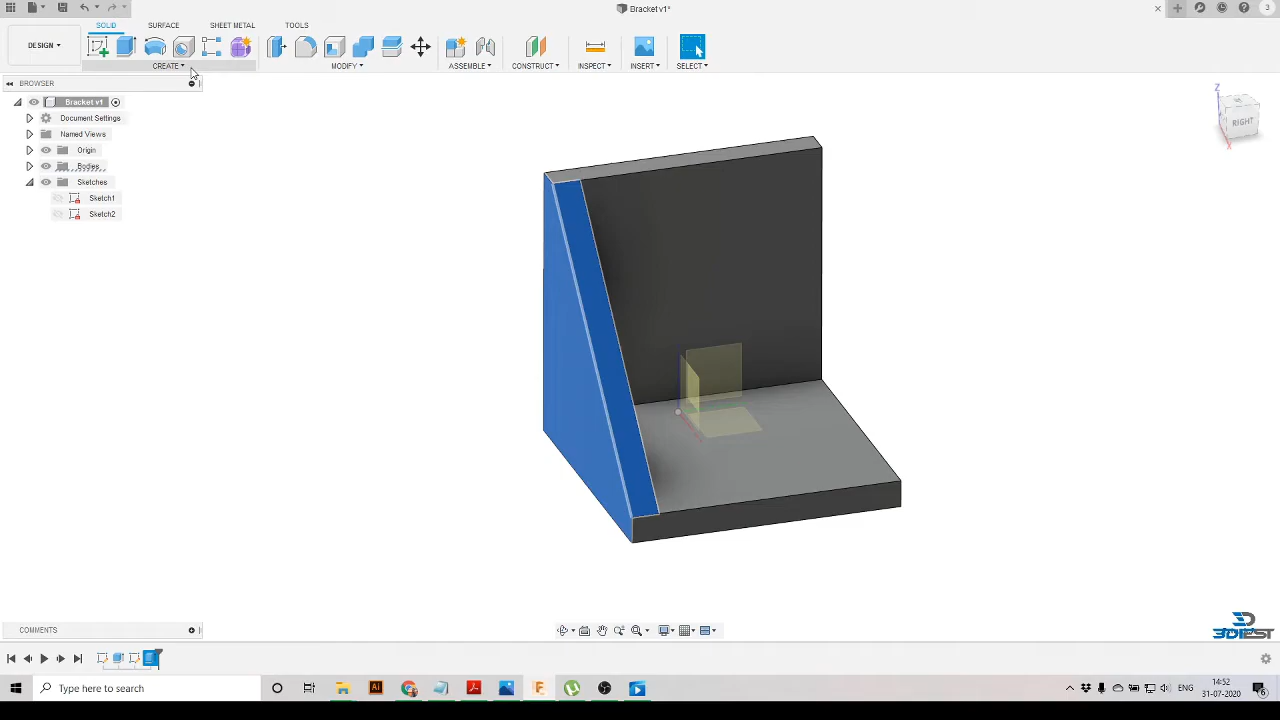 Bracket v1*
3
DESIGN
SOLID
SURFACE
SHEET METAL
TOOLS
CREATE
MODIFY
ASSEMBLE
CONSTRUCT
INSPECT
INSERT
SELECT
BROWSER
Bracket v1
Document Settings
Named Views
Origin
Bodies
Sketches
Sketch1
Sketch2
Z
RIGHT
X
COMMENTS
Type here to search
ENG
14:52
31-07-2020